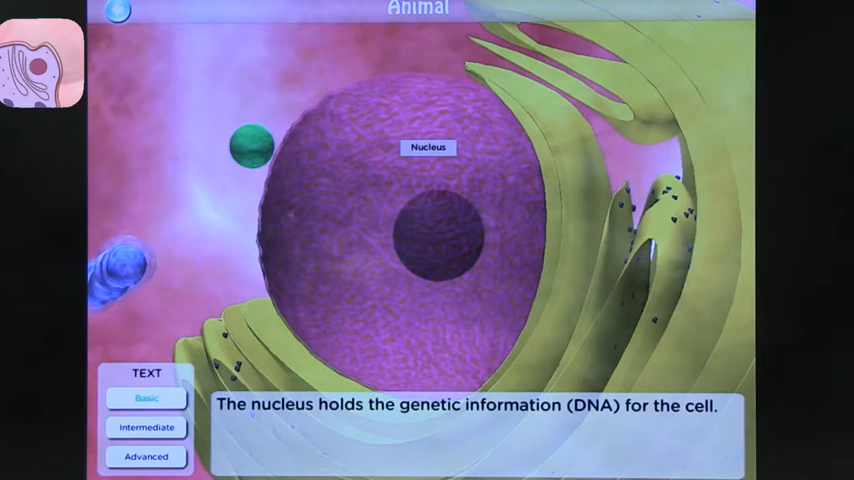 Animal
Nucleus
TEXT
Basic
Intermediate
Advanced
The nucleus holds the genetic information (DNA) for the cell.